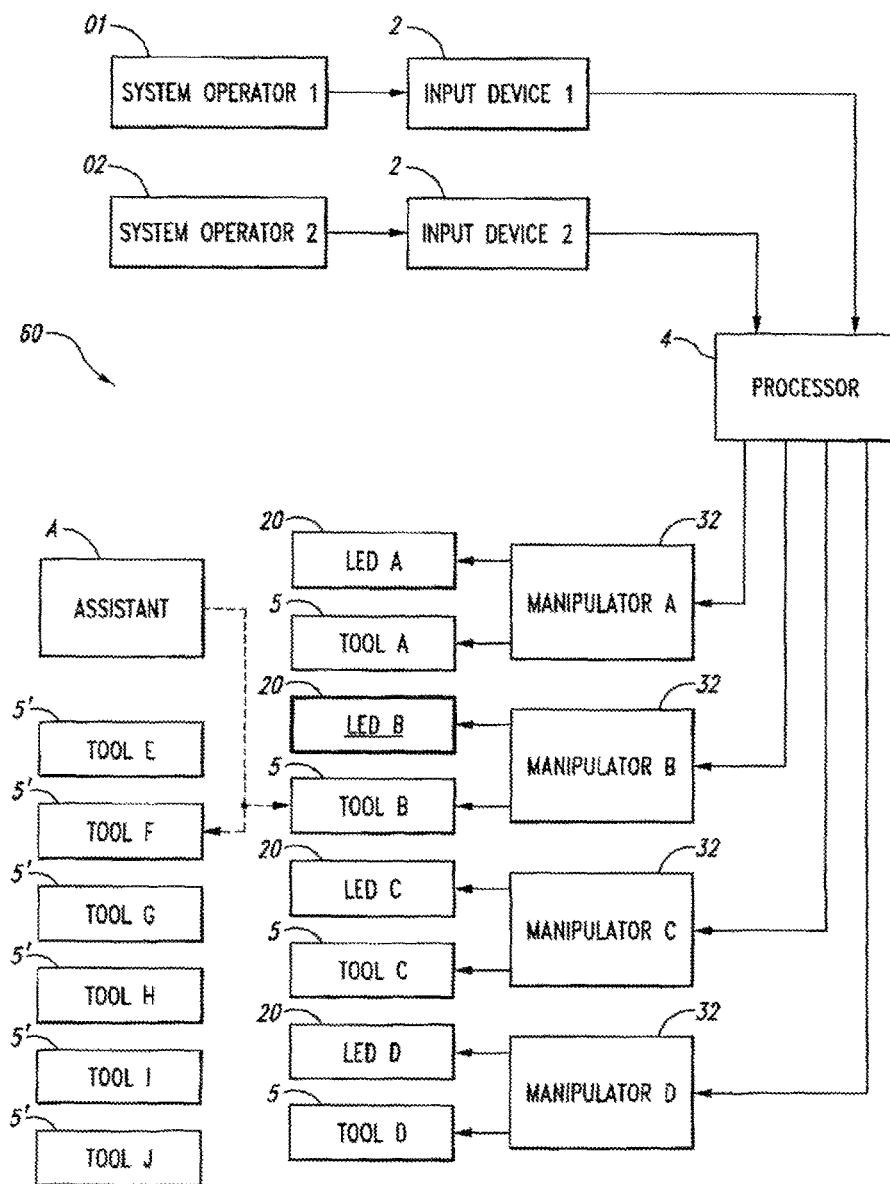 01
2
SYSTEM OPERATOR 1
INPUT DEVICE 1
02
2
SYSTEM OPERATOR 2
INPUT DEVICE 2
60
4
PROCESSOR
A
ASSISTANT
20
LED A
32
MANIPULATOR A
5
TOOL A
20
LED B
32
MANIPULATOR B
5
TOOL B
20
LED C
32
MANIPULATOR C
5
TOOL C
20
LED D
32
MANIPULATOR D
5
TOOL D
5'
TOOL E
5'
TOOL F
5'
TOOL G
5'
TOOL H
5'
TOOL I
5'
TOOL J